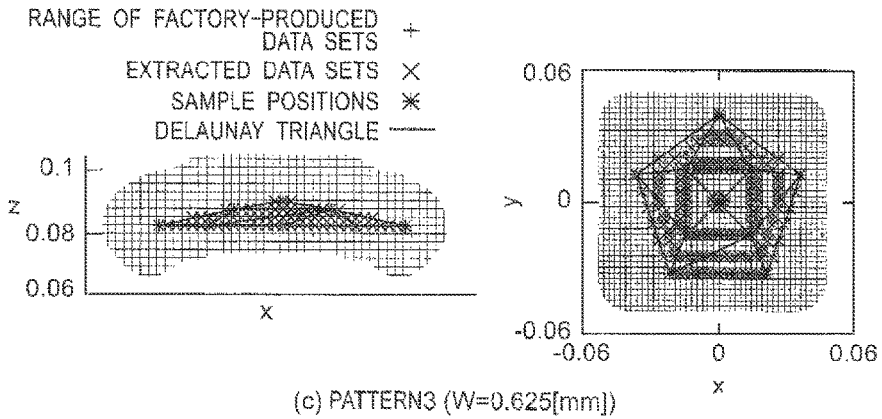 RANGE OF FACTORY-PRODUCED
DATA SETS
EXTRACTED DATA SETS
SAMPLE POSITIONS
DELAUNAY TRIANGLE
0.1
0.08
0.06
z
x
0.06
0
-0.06
y
-0.06 0 0.06
x
(c) PATTERN3 (W=0.625[mm])